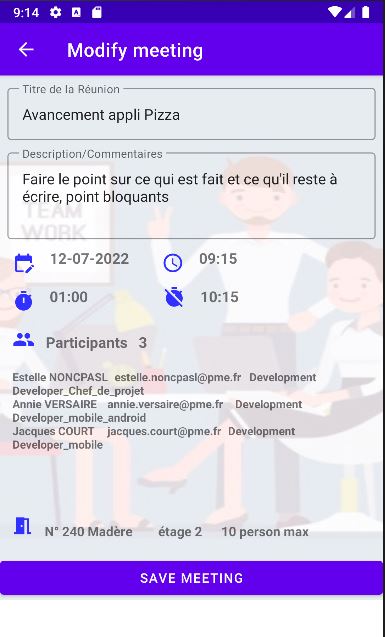 9:14
Modify meeting
Titre de la Réunion
Avancement appli Pizza
Description/Commentaires
Faire le point sur ce qui est fait et ce qu'il reste à
écrire, point bloquants
TEAM
WORK
12-07-2022 09:15
01:00 10:15
Participants 3
Estelle NONCPASL estelle.noncpasl@pme.fr Development
Developer_Chef_de_projet
Annie VERSAIRE annie.versaire@pme.fr Development
Developer_mobile_android
Jacques COURT jacques.court@pme.fr Development
Developer_mobile
N° 240 Madère étage 2 10 person max
SAVE MEETING